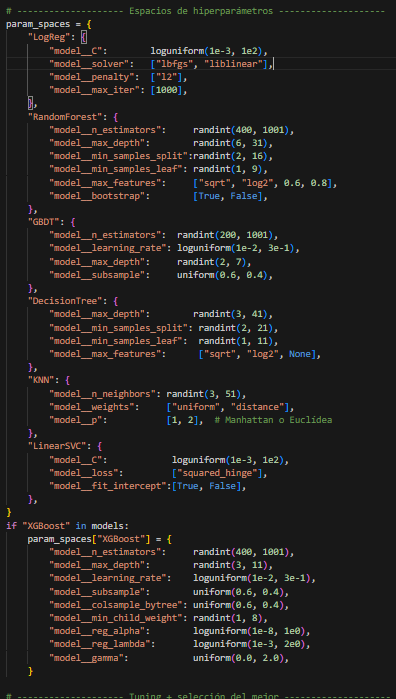 # -------------------- Espacios de hiperparámetros --------------------
param_spaces = {
    "LogReg": {
        "model__C":       loguniform(1e-3, 1e2),
        "model__solver":  ["lbfgs", "liblinear"],
        "model__penalty": ["l2"],
        "model__max_iter": [1000],
    },
    "RandomForest": {
        "model__n_estimators":     randint(400, 1001),
        "model__max_depth":        randint(6, 31),
        "model__min_samples_split":randint(2, 16),
        "model__min_samples_leaf": randint(1, 9),
        "model__max_features":     ["sqrt", "log2", 0.6, 0.8],
        "model__bootstrap":        [True, False],
    },
    "GBDT": {
        "model__n_estimators":  randint(200, 1001),
        "model__learning_rate": loguniform(1e-2, 3e-1),
        "model__max_depth":     randint(2, 7),
        "model__subsample":     uniform(0.6, 0.4),
    },
    "DecisionTree": {
        "model__max_depth":         randint(3, 41),
        "model__min_samples_split": randint(2, 21),
        "model__min_samples_leaf":  randint(1, 11),
        "model__max_features":      ["sqrt", "log2", None],
    },
    "KNN": {
        "model__n_neighbors": randint(3, 51),
        "model__weights":     ["uniform", "distance"],
        "model__p":           [1, 2],  # Manhattan o Euclídea
    },
    "LinearSVC": {
        "model__C":            loguniform(1e-3, 1e2),
        "model__loss":         ["squared_hinge"],
        "model__fit_intercept":[True, False],
    },
}
if "XGBoost" in models:
    param_spaces["XGBoost"] = {
        "model__n_estimators":     randint(400, 1001),
        "model__max_depth":        randint(3, 11),
        "model__learning_rate":    loguniform(1e-2, 3e-1),
        "model__subsample":        uniform(0.6, 0.4),
        "model__colsample_bytree": uniform(0.6, 0.4),
        "model__min_child_weight": randint(1, 8),
        "model__reg_alpha":        loguniform(1e-8, 1e0),
        "model__reg_lambda":       loguniform(1e-3, 2e0),
        "model__gamma":            uniform(0.0, 2.0),
    }
# -------------------- Tuning + selección del mejor --------------------